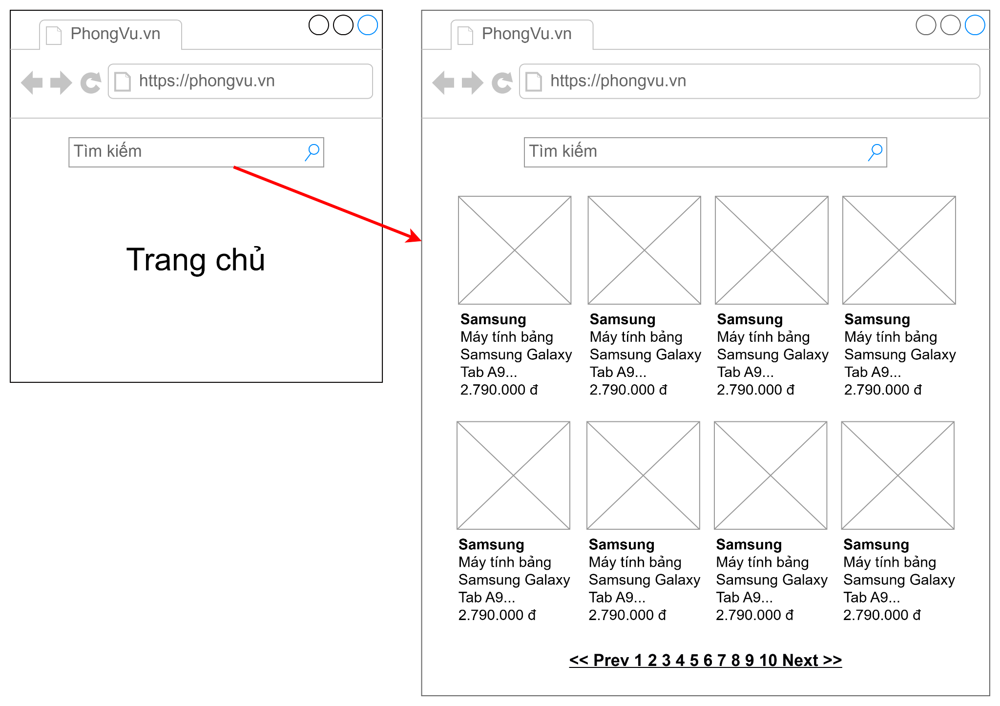 PhongVu.vn
https://phongvu.vn
Tìm kiếm
Trang chủ
PhongVu.vn
https://phongvu.vn
Tìm kiếm
Samsung
Máy tính bảng
Samsung Galaxy
Tab A9...
2.790.000 đ
Samsung
Máy tính bảng
Samsung Galaxy
Tab A9...
2.790.000 đ
Samsung
Máy tính bảng
Samsung Galaxy
Tab A9...
2.790.000 đ
Samsung
Máy tính bảng
Samsung Galaxy
Tab A9...
2.790.000 đ
Samsung
Máy tính bảng
Samsung Galaxy
Tab A9...
2.790.000 đ
Samsung
Máy tính bảng
Samsung Galaxy
Tab A9...
2.790.000 đ
Samsung
Máy tính bảng
Samsung Galaxy
Tab A9...
2.790.000 đ
Samsung
Máy tính bảng
Samsung Galaxy
Tab A9...
2.790.000 đ
<< Prev 1 2 3 4 5 6 7 8 9 10 Next >>